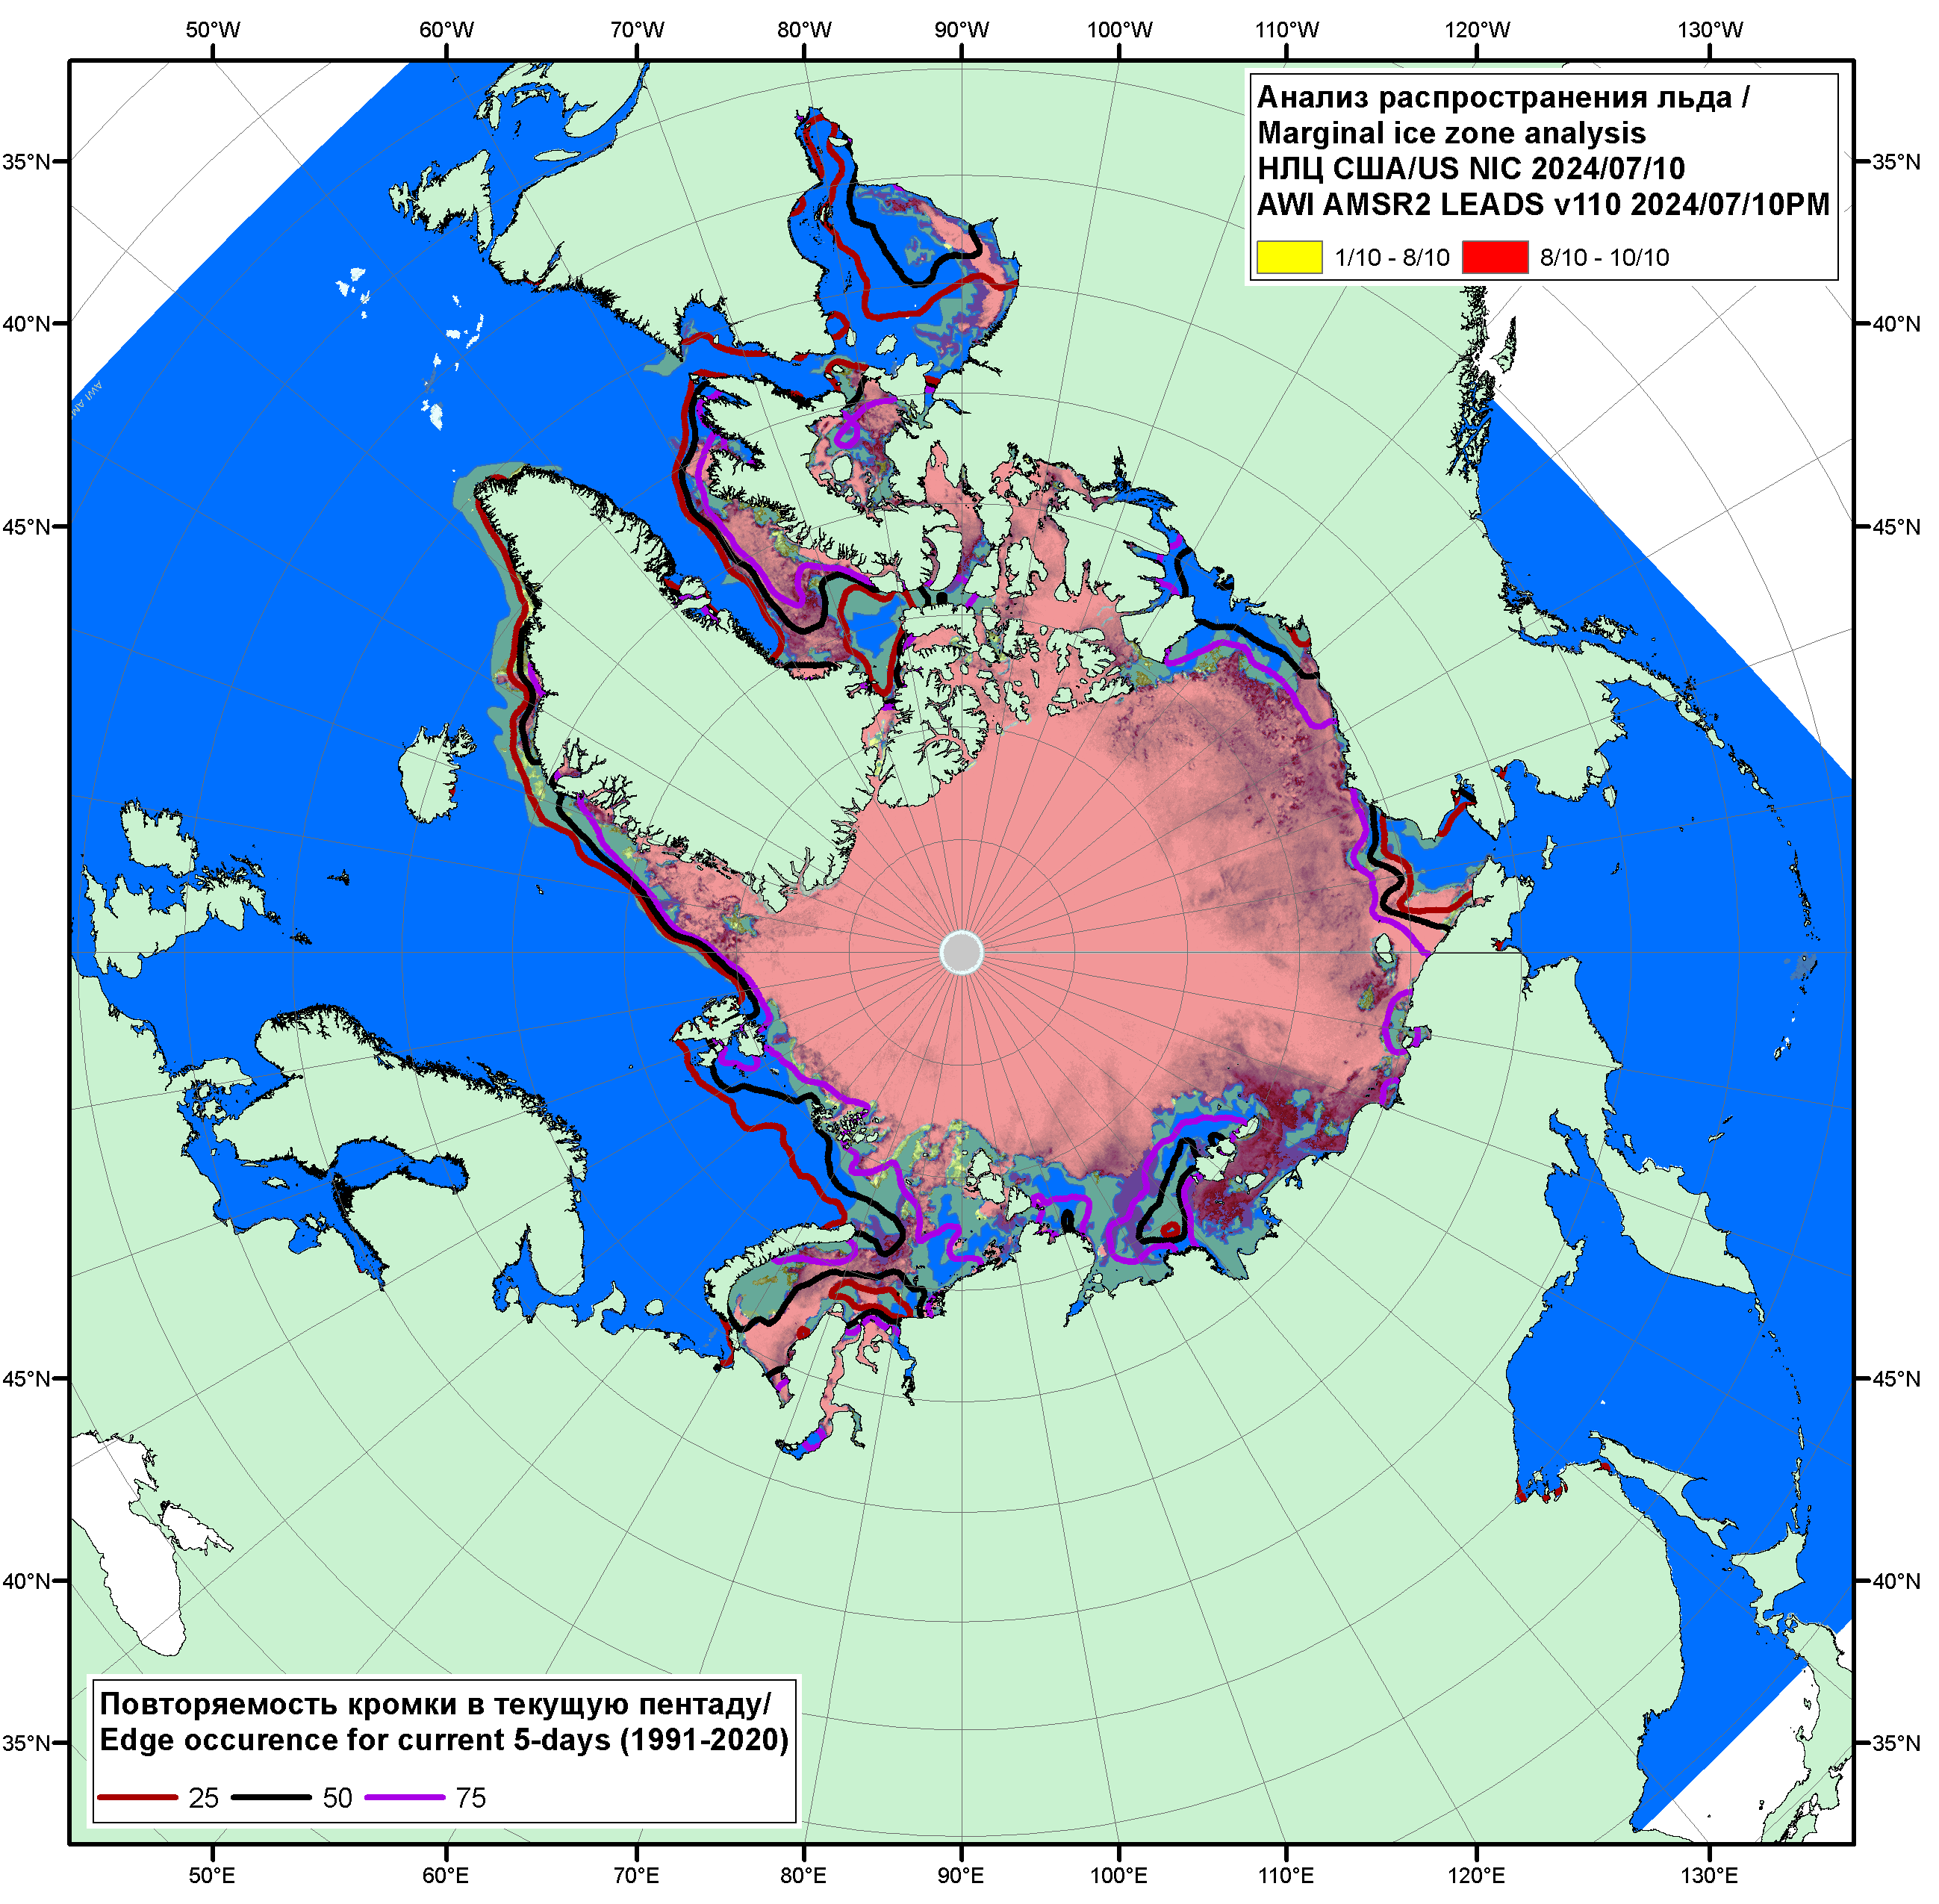 50°W 60°W 70°W 80°W 90°W 100°W 110°W 120°W 130°W
Анализ распространения льда /
Marginal ice zone analysis
НЛЦ США/US NIC 2024/07/10
AWI AMSR2 LEADS v110 2024/07/10PM
1/10 - 8/10 8/10 - 10/10
35°N 35°N
40°N 40°N
AWI AM
45°N 45°N
45°N 45°N
40°N 40°N
35°N 35°N
Повторяемость кромки в текущую пентаду/
Edge occurence for current 5-days (1991-2020)
25 50 75
50°E 60°E 70°E 80°E 90°E 100°E 110°E 120°E 130°E